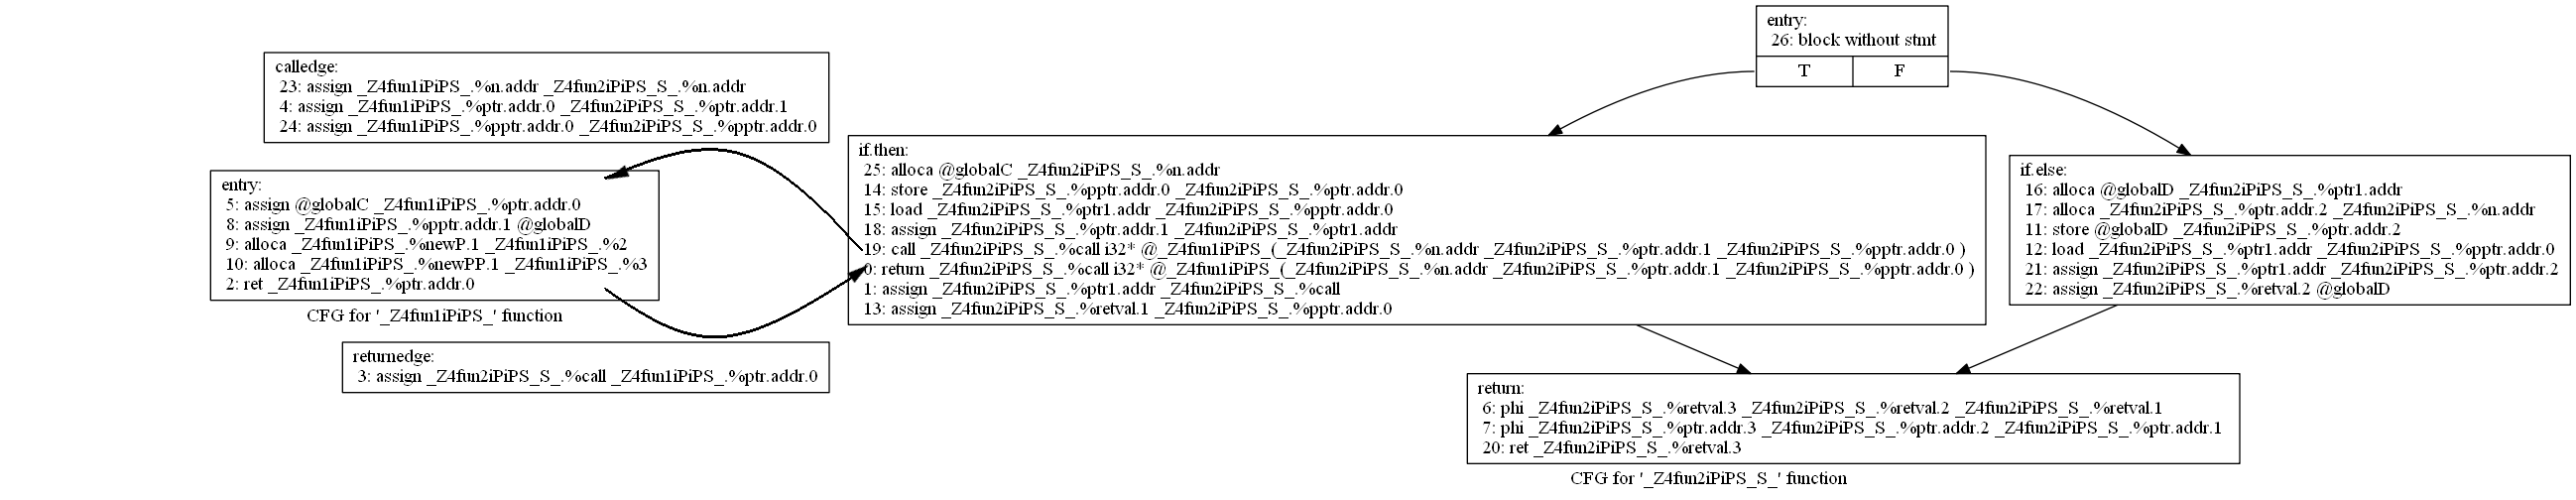 entry:
26: block without stmt
T F
calledge:
23: assign _Z4fun1iPiPS_.%n.addr _Z4fun2iPiPS_S_.%n.addr
4: assign _Z4fun1iPiPS_.%ptr.addr.0 _Z4fun2iPiPS_S_.%ptr.addr.1
24: assign _Z4fun1iPiPS_.%pptr.addr.0 _Z4fun2iPiPS_S_.%pptr.addr.0
entry:
5: assign @globalC _Z4fun1iPiPS_.%ptr.addr.0
8: assign _Z4fun1iPiPS_.%pptr.addr.1 @globalD
9: alloca _Z4fun1iPiPS_.%newP.1 _Z4fun1iPiPS_.%2
10: alloca _Z4fun1iPiPS_.%newPP.1 _Z4fun1iPiPS_.%3
2: ret _Z4fun1iPiPS_.%ptr.addr.0
CFG for '_Z4fun1iPiPS_' function
returnedge:
3: assign _Z4fun2iPiPS_S_.%call _Z4fun1iPiPS_.%ptr.addr.0
if.then:
25: alloca @globalC _Z4fun2iPiPS_S_.%n.addr
14: store _Z4fun2iPiPS_S_.%pptr.addr.0 _Z4fun2iPiPS_S_.%ptr.addr.0
15: load _Z4fun2iPiPS_S_.%ptr1.addr _Z4fun2iPiPS_S_.%pptr.addr.0
18: assign _Z4fun2iPiPS_S_.%ptr.addr.1 _Z4fun2iPiPS_S_.%ptr1.addr
19: call _Z4fun2iPiPS_S_.%call i32* @_Z4fun1iPiPS_(_Z4fun2iPiPS_S_.%n.addr _Z4fun2iPiPS_S_.%ptr.addr.1 _Z4fun2iPiPS_S_.%pptr.addr.0 )
0: return _Z4fun2iPiPS_S_.%call i32* @_Z4fun1iPiPS_(_Z4fun2iPiPS_S_.%n.addr _Z4fun2iPiPS_S_.%ptr.addr.1 _Z4fun2iPiPS_S_.%pptr.addr.0 )
1: assign _Z4fun2iPiPS_S_.%ptr1.addr _Z4fun2iPiPS_S_.%call
13: assign _Z4fun2iPiPS_S_.%retval.1 _Z4fun2iPiPS_S_.%pptr.addr.0
if.else:
16: alloca @globalD _Z4fun2iPiPS_S_.%ptr1.addr
17: alloca _Z4fun2iPiPS_S_.%ptr.addr.2 _Z4fun2iPiPS_S_.%n.addr
11: store @globalD _Z4fun2iPiPS_S_.%ptr.addr.2
12: load _Z4fun2iPiPS_S_.%ptr1.addr _Z4fun2iPiPS_S_.%pptr.addr.0
21: assign _Z4fun2iPiPS_S_.%ptr1.addr _Z4fun2iPiPS_S_.%ptr.addr.2
22: assign _Z4fun2iPiPS_S_.%retval.2 @globalD
return:
6: phi _Z4fun2iPiPS_S_.%retval.3 _Z4fun2iPiPS_S_.%retval.2 _Z4fun2iPiPS_S_.%retval.1
7: phi _Z4fun2iPiPS_S_.%ptr.addr.3 _Z4fun2iPiPS_S_.%ptr.addr.2 _Z4fun2iPiPS_S_.%ptr.addr.1
20: ret _Z4fun2iPiPS_S_.%retval.3
CFG for '_Z4fun2iPiPS_S_' function